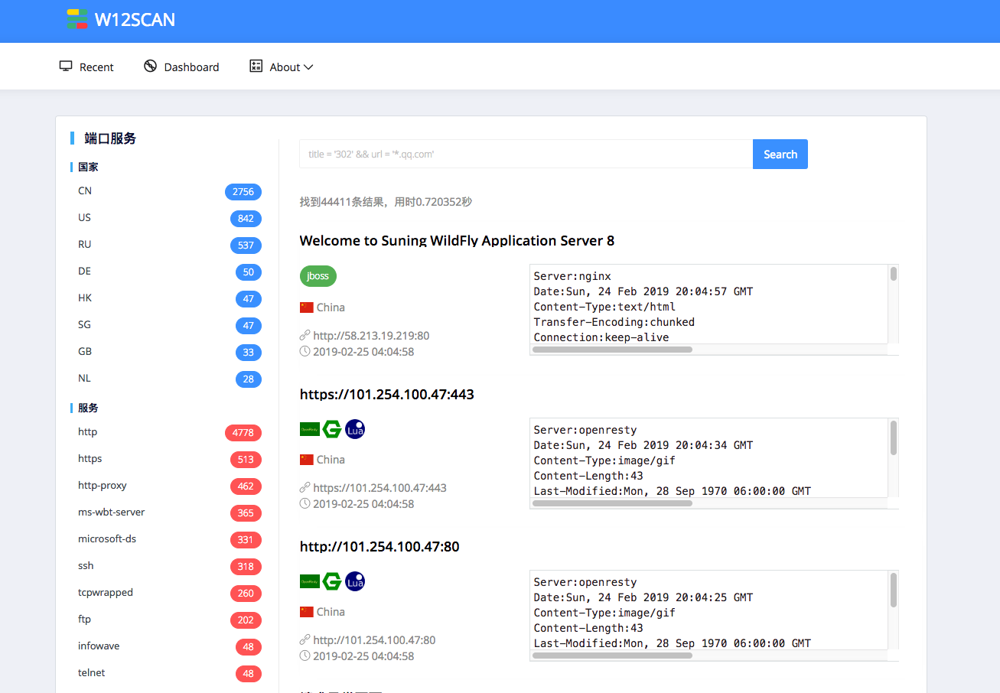 W12SCAN
Recent
Dashboard
About
端口服务
国家
CN 2756
US 842
RU 537
DE 50
HK 47
SG 47
GB 33
NL 28
服务
http 4778
https 513
http-proxy 462
ms-wbt-server 365
microsoft-ds 331
ssh 318
tcpwrapped 260
ftp 202
infowave 48
telnet 48
title = '302' && url = '*.qq.com'
Search
找到44411条结果，用时0.720352秒
Welcome to Suning WildFly Application Server 8
jboss
China
http://58.213.19.219:80
2019-02-25 04:04:58
Server:nginx
Date:Sun, 24 Feb 2019 20:04:57 GMT
Content-Type:text/html
Transfer-Encoding:chunked
Connection:keep-alive
https://101.254.100.47:443
Lua
China
https://101.254.100.47:443
2019-02-25 04:04:58
Server:openresty
Date:Sun, 24 Feb 2019 20:04:34 GMT
Content-Type:image/gif
Content-Length:43
Last-Modified:Mon, 28 Sep 1970 06:00:00 GMT
http://101.254.100.47:80
Lua
China
http://101.254.100.47:80
2019-02-25 04:04:58
Server:openresty
Date:Sun, 24 Feb 2019 20:04:25 GMT
Content-Type:image/gif
Content-Length:43
Last-Modified:Mon, 28 Sep 1970 06:00:00 GMT